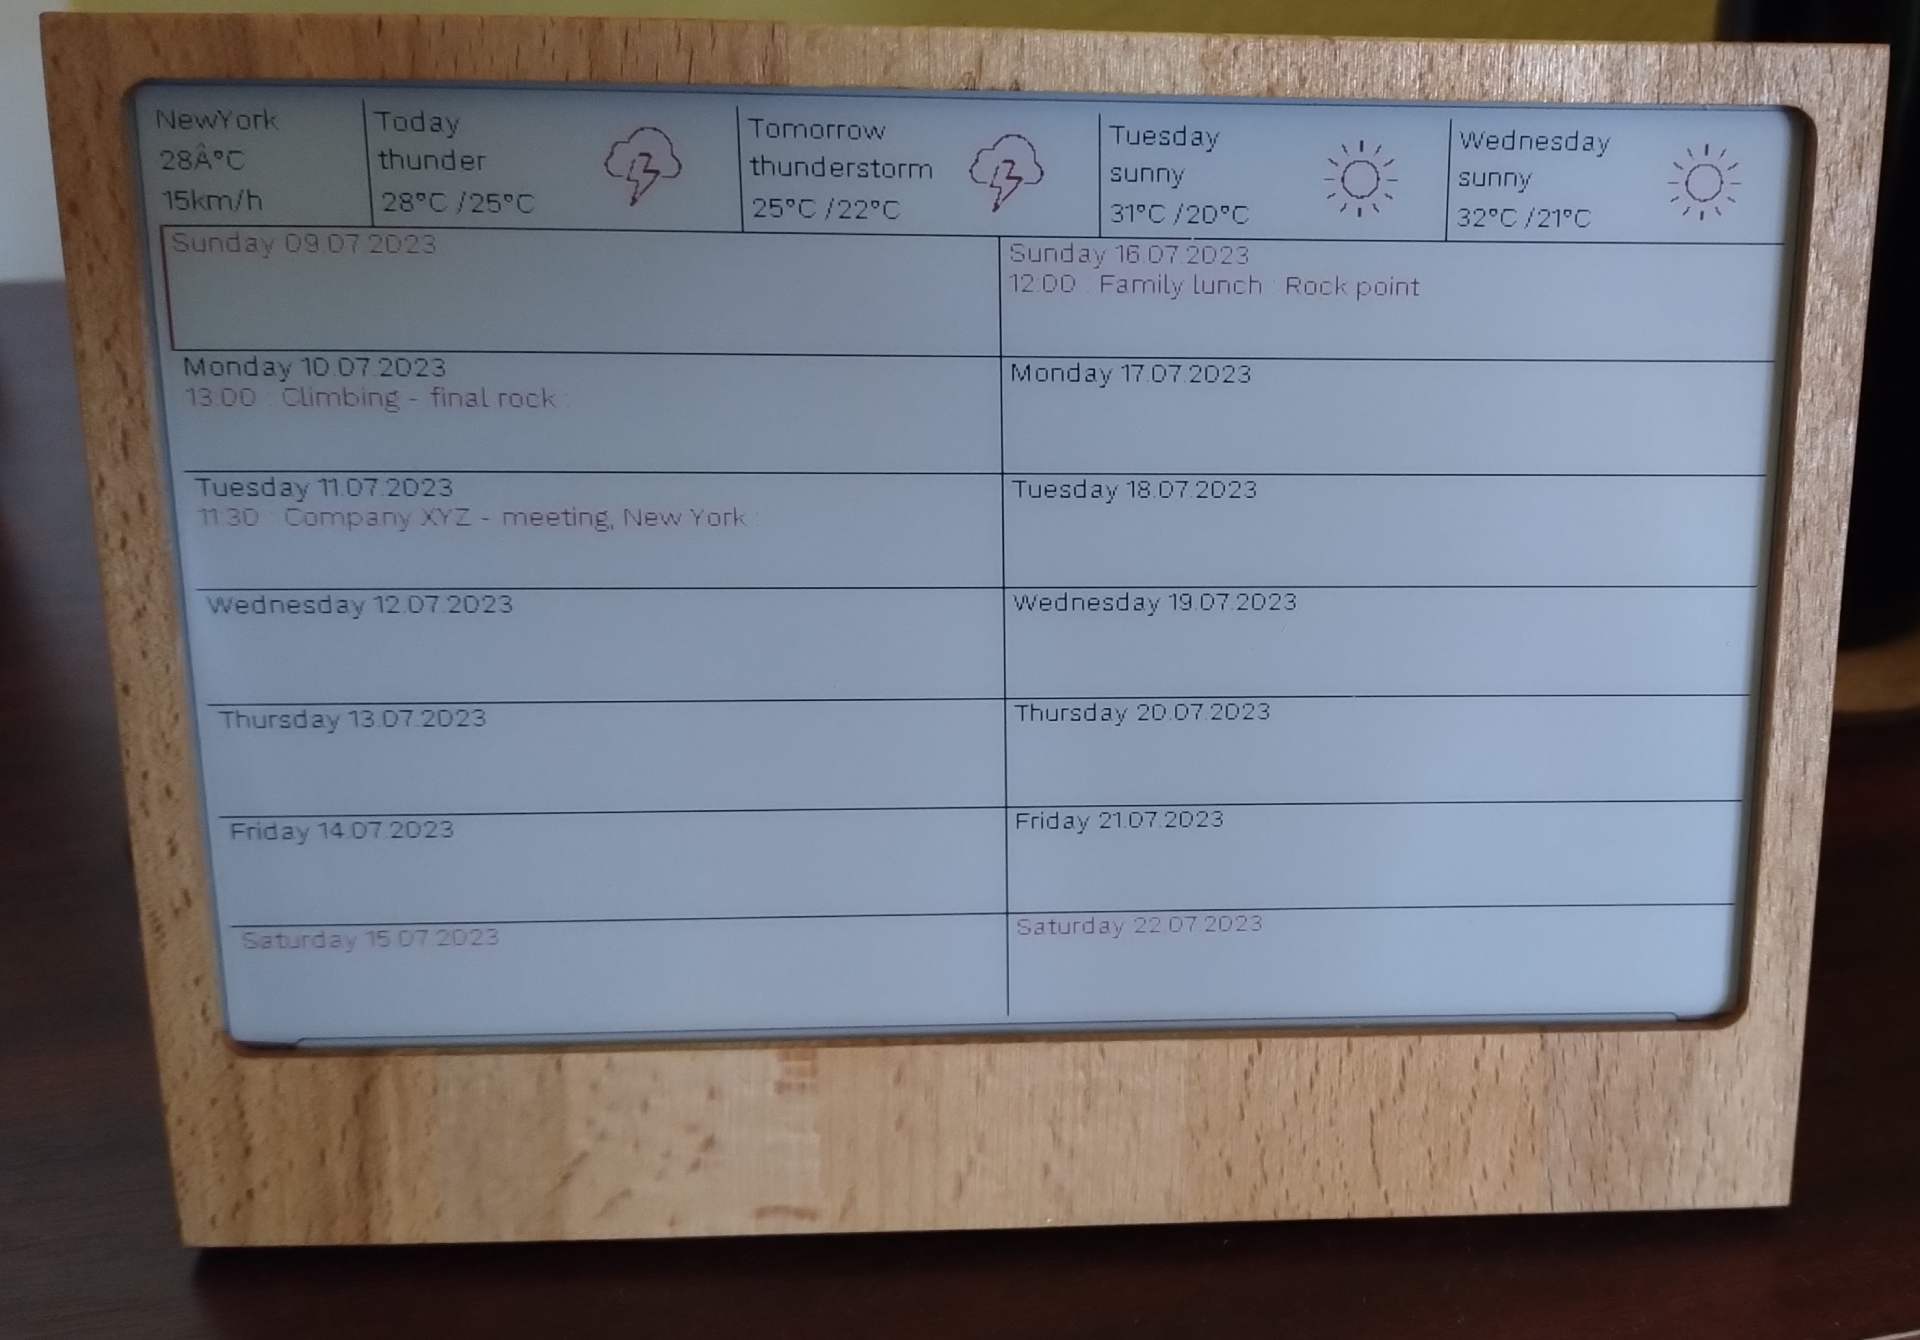 NewYork
28Â°C
15km/h
Today
thunder
28°C /25°C
Tomorrow
thunderstorm
25°C /22°C
Tuesday
sunny
31°C /20°C
Wednesday
sunny
32°C /21°C
Sunday 09.07.2023
Monday 10.07.2023
13:00 : Climbing - final rock :
Tuesday 11.07.2023
11:30 : Company XYZ - meeting, New York :
Wednesday 12.07.2023
Thursday 13.07.2023
Friday 14.07.2023
Saturday 15.07.2023
Sunday 16.07.2023
12:00 : Family lunch : Rock point
Monday 17.07.2023
Tuesday 18.07.2023
Wednesday 19.07.2023
Thursday 20.07.2023
Friday 21.07.2023
Saturday 22.07.2023